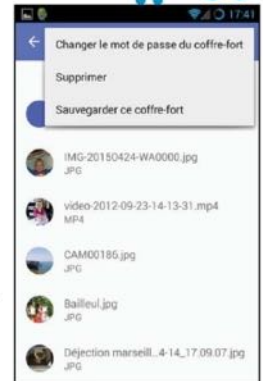 17:41
Changer le mot de passe du coffre-fort
Supprimer
Sauvegarder ce coffre-fort
IMG-20150424-WA0000.jpg
JPG
video-2012-09-23-14-13-31.mp4
MP4
CAM00186.jpg
JPG
Bailleul.jpg
JPG
Déjection marseill...4-14_17.09.07.jpg
JPG